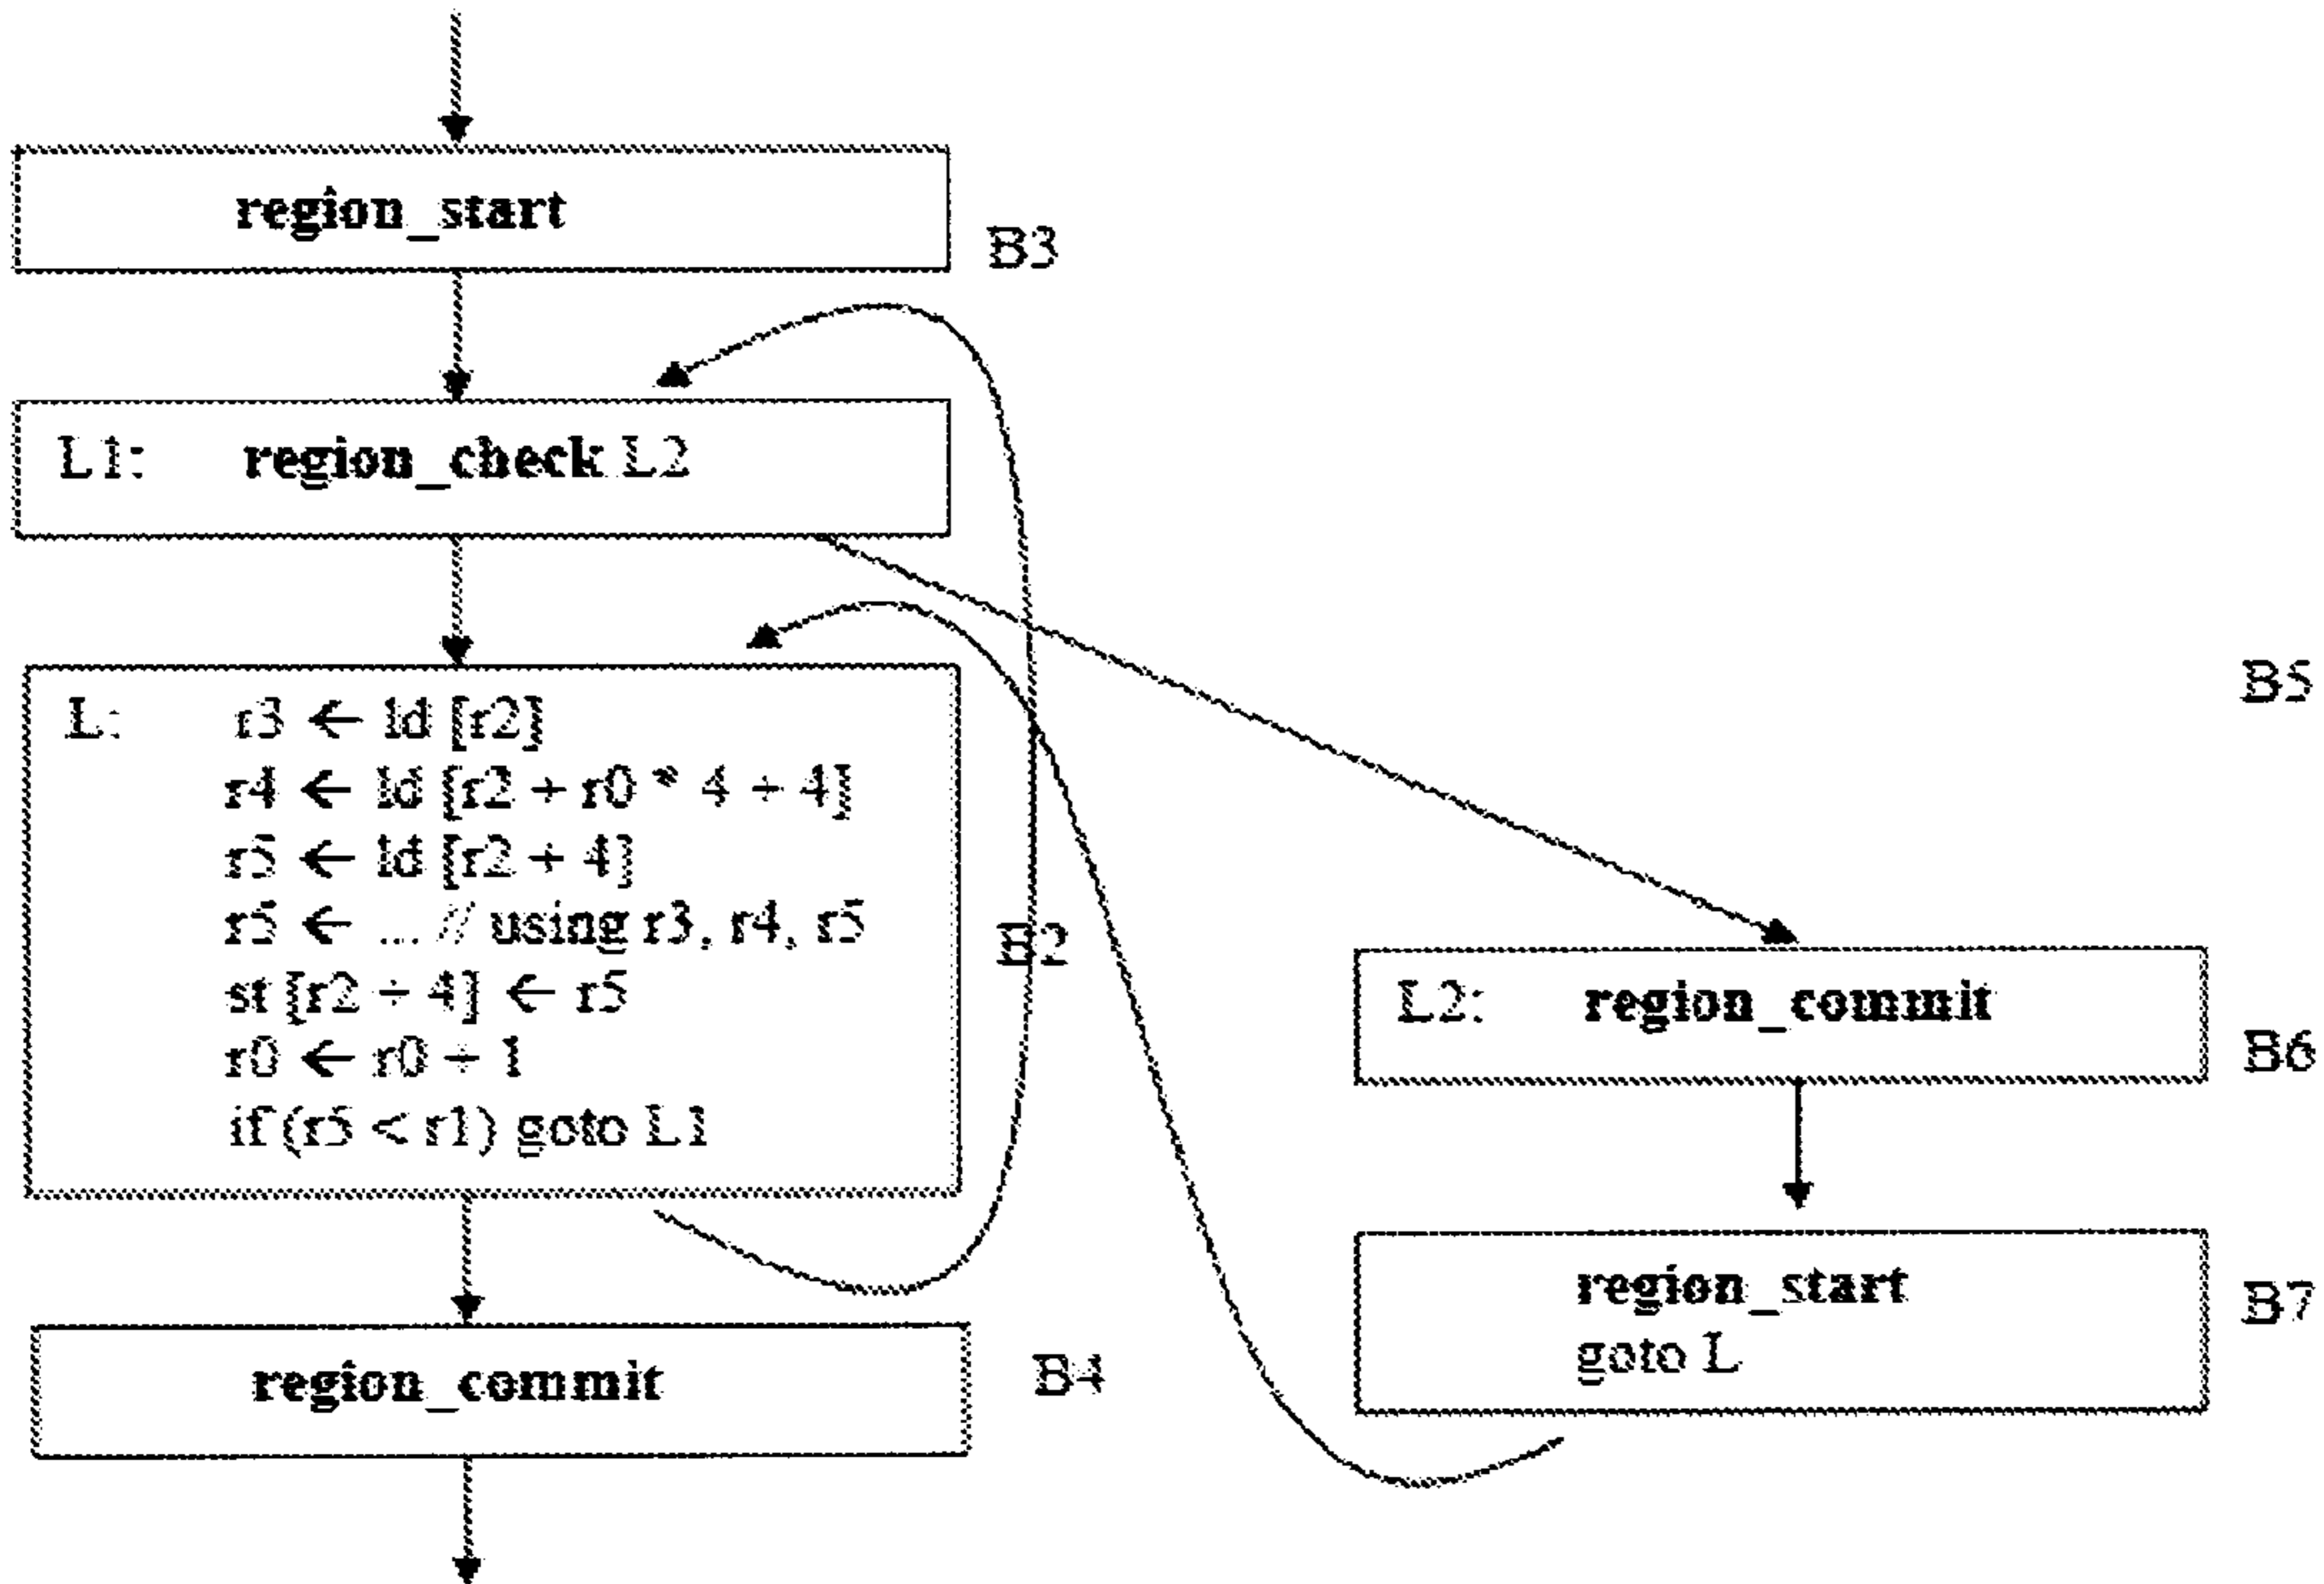 region_start
B3
L1: region_check L2
B5
L: r3 ← ld [r2]
r4 ← ld [r2 + r0 * 4 + 4]
r5 ← ld [r2 + 4]
r5 ← ... // using r3, r4, r5
B2
st [r2 + 4] ← r5
r0 ← r0 + 1
if (r5 < r1) goto L1
L2: region_commit
B6
region_start
goto L
B7
region_commit
B4